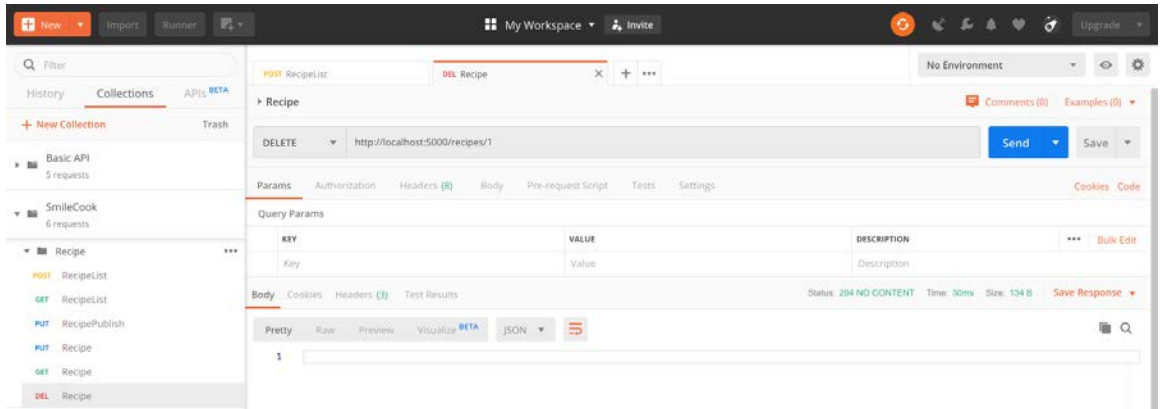 New Import Runner My Workspace Invite Upgrade
Filter
History Collections APIs BETA
+ New Collection Trash
Basic API
5 requests
SmileCook
6 requests
Recipe
POST RecipeList
GET RecipeList
PUT RecipePublish
PUT Recipe
GET Recipe
DEL Recipe
POST RecipeList DEL Recipe No Environment
Recipe Comments (0) Examples (0)
DELETE http://localhost:5000/recipes/1 Send Save
Params Authorization Headers (8) Body Pre-request Script Tests Settings Cookies Code
Query Params
KEY VALUE DESCRIPTION Bulk Edit
Key Value Description
Body Cookies Headers (3) Test Results Status: 204 NO CONTENT Time: 30ms Size: 134 B Save Response
Pretty Raw Preview Visualize BETA JSON
1